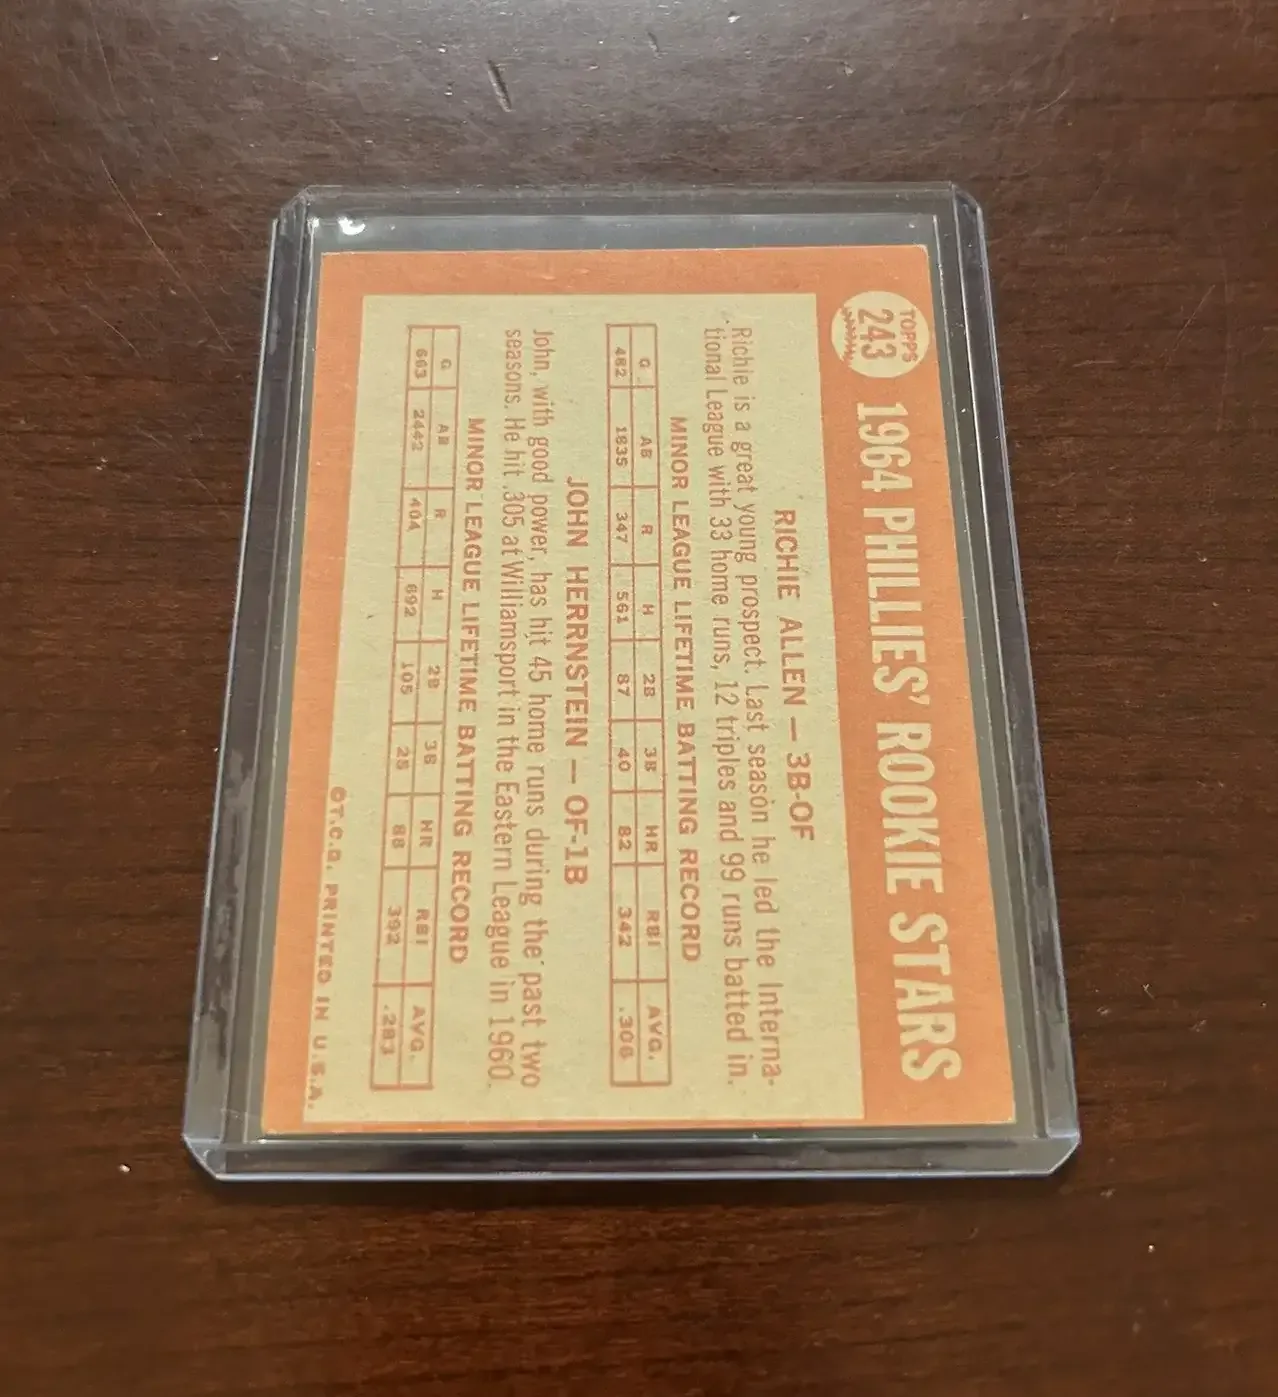 TOPPS
243
1964 PHILLIES' ROOKIE STARS
RICHIE ALLEN — 3B-OF
Richie is a great young prospect. Last season he led the Interna-
tional League with 33 home runs, 12 triples and 99 runs batted in.
MINOR LEAGUE LIFETIME BATTING RECORD
G AB R H 2B 3B HR RBI AVG.
482 1835 347 561 87 40 82 342 .306
JOHN HERRNSTEIN — OF-1B
John, with good power, has hit 45 home runs during the past two
seasons. He hit .305 at Williamsport in the Eastern League in 1960.
MINOR LEAGUE LIFETIME BATTING RECORD
G AB R H 2B 3B HR RBI AVG.
663 2442 404 692 105 25 88 392 .283
©T.C.G. PRINTED IN U.S.A.